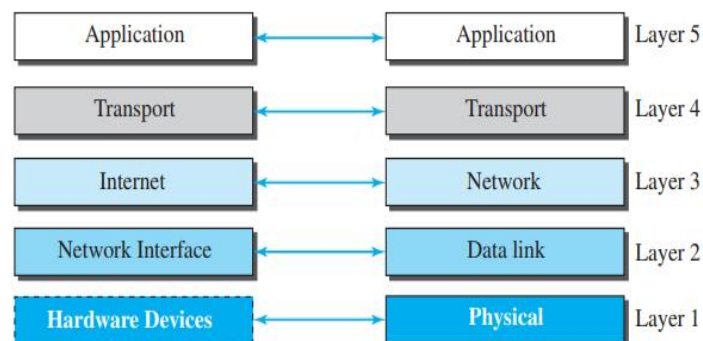 Application Application Layer 5
Transport Transport Layer 4
Internet Network Layer 3
Network Interface Data link Layer 2
Hardware Devices Physical Layer 1